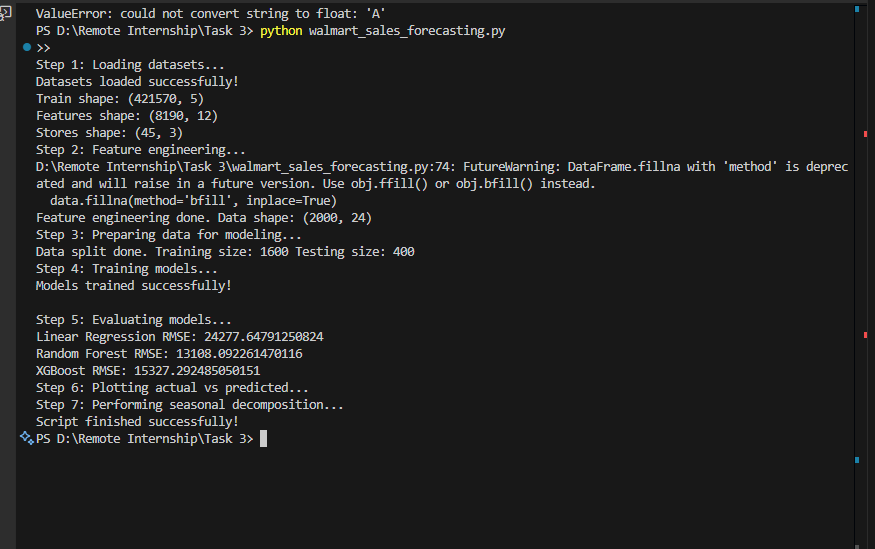 ValueError: could not convert string to float: 'A'
PS D:\Remote Internship\Task 3> python walmart_sales_forecasting.py
>>
Step 1: Loading datasets...
Datasets loaded successfully!
Train shape: (421570, 5)
Features shape: (8190, 12)
Stores shape: (45, 3)
Step 2: Feature engineering...
D:\Remote Internship\Task 3\walmart_sales_forecasting.py:74: FutureWarning: DataFrame.fillna with 'method' is deprec
ated and will raise in a future version. Use obj.ffill() or obj.bfill() instead.
  data.fillna(method='bfill', inplace=True)
Feature engineering done. Data shape: (2000, 24)
Step 3: Preparing data for modeling...
Data split done. Training size: 1600 Testing size: 400
Step 4: Training models...
Models trained successfully!
Step 5: Evaluating models...
Linear Regression RMSE: 24277.64791250824
Random Forest RMSE: 13108.092261470116
XGBoost RMSE: 15327.292485050151
Step 6: Plotting actual vs predicted...
Step 7: Performing seasonal decomposition...
Script finished successfully!
PS D:\Remote Internship\Task 3>